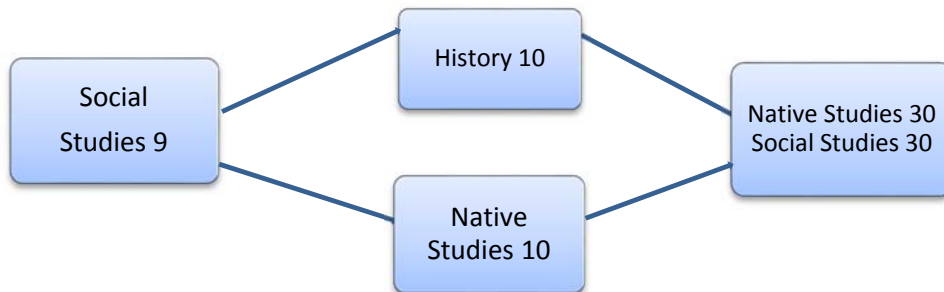 Social
Studies 9
History 10
Native
Studies 10
Native Studies 30
Social Studies 30